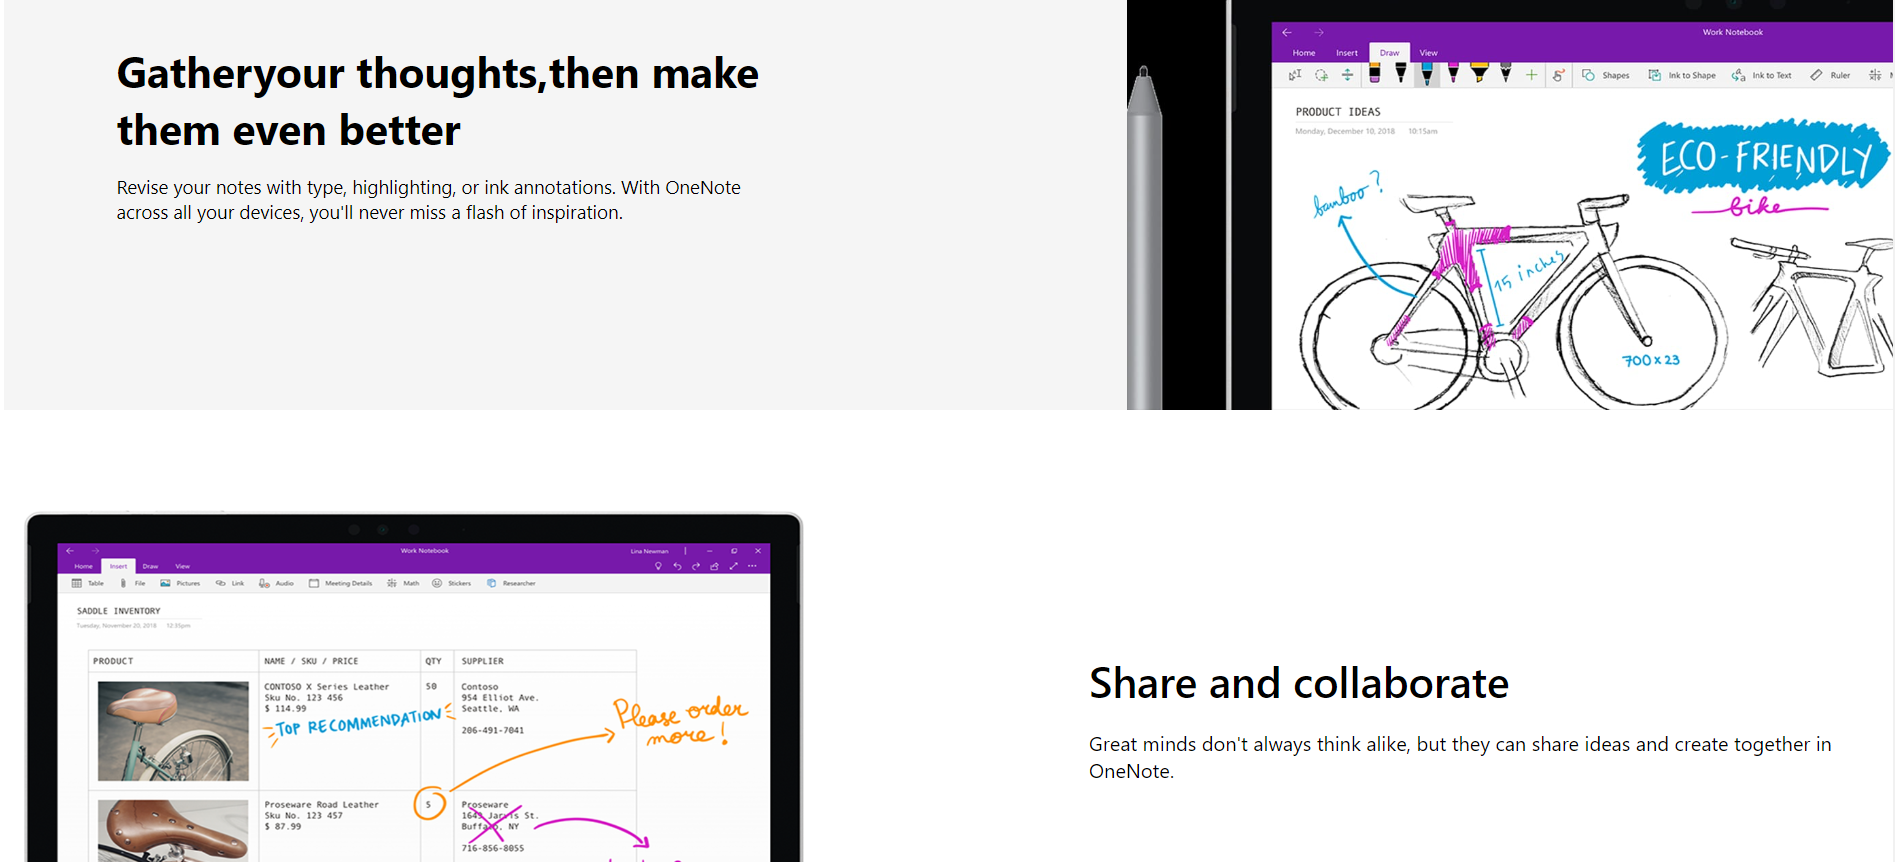 Gatheryour thoughts,then make
them even better
Revise your notes with type, highlighting, or ink annotations. With OneNote
across all your devices, you'll never miss a flash of inspiration.
Work Notebook
Home Insert Draw View
Shapes Ink to Shape Ink to Text Ruler
PRODUCT IDEAS
Monday, December 10, 2018 10:15am
ECO-FRIENDLY
bike
bamboo?
15 inches
700 x 23
Work Notebook Lina Newman
Home Insert Draw View
Table File Pictures Link Audio Meeting Details Math Stickers Researcher
SADDLE INVENTORY
Tuesday, November 20, 2018 12:35pm
PRODUCT NAME / SKU / PRICE QTY SUPPLIER
CONTOSO X Series Leather 50 Contoso
Sku No. 123 456 954 Elliot Ave.
$ 114.99 Seattle, WA
TOP RECOMMENDATION
206-491-7041
Please order
more!
Proseware Road Leather 5 Proseware
Sku No. 123 457 1649 Jarvis St.
$ 87.99 Buffalo, NY
716-856-8055
Share and collaborate
Great minds don't always think alike, but they can share ideas and create together in
OneNote.